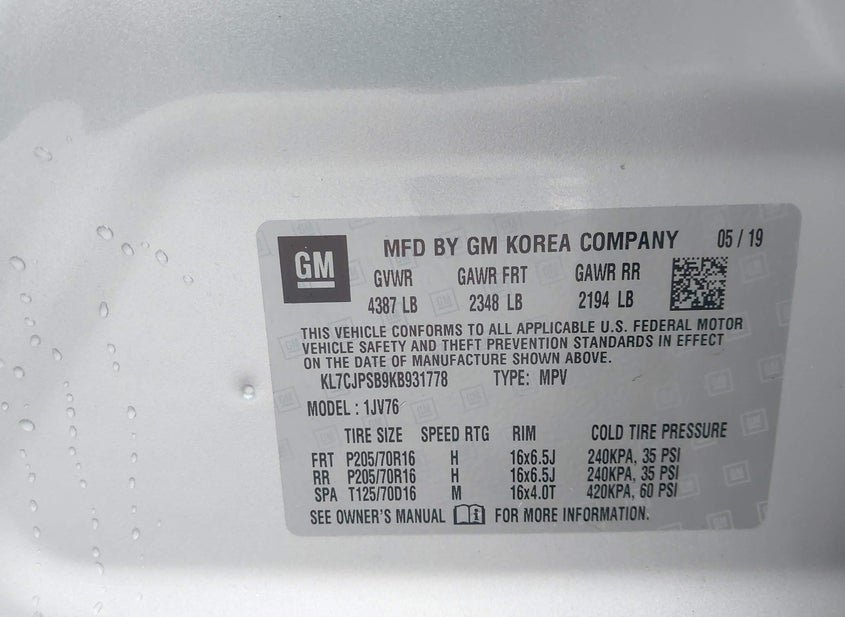 GM
MFD BY GM KOREA COMPANY 05 / 19
GVWR GAWR FRT GAWR RR
4387 LB 2348 LB 2194 LB
THIS VEHICLE CONFORMS TO ALL APPLICABLE U.S. FEDERAL MOTOR
VEHICLE SAFETY AND THEFT PREVENTION STANDARDS IN EFFECT
ON THE DATE OF MANUFACTURE SHOWN ABOVE.
KL7CJPSB9KB931778 TYPE: MPV
MODEL : 1JV76
TIRE SIZE SPEED RTG RIM COLD TIRE PRESSURE
FRT P205/70R16 H 16x6.5J 240KPA, 35 PSI
RR P205/70R16 H 16x6.5J 240KPA, 35 PSI
SPA T125/70D16 M 16x4.0T 420KPA, 60 PSI
SEE OWNER'S MANUAL FOR MORE INFORMATION.